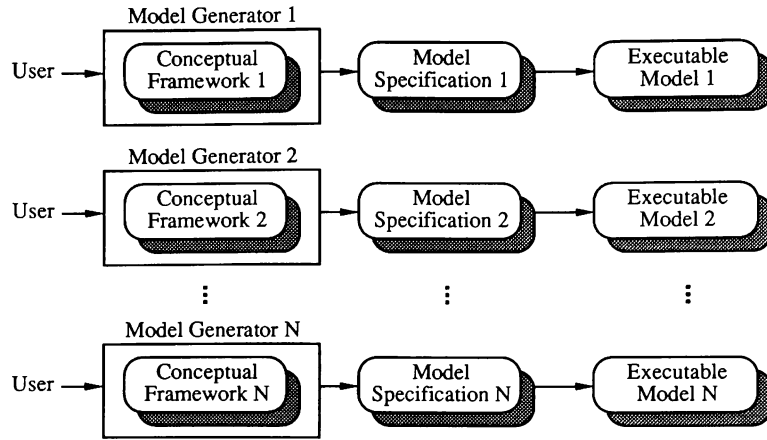 Model Generator 1
User
Conceptual
Framework 1
Model
Specification 1
Executable
Model 1
Model Generator 2
User
Conceptual
Framework 2
Model
Specification 2
Executable
Model 2
Model Generator N
User
Conceptual
Framework N
Model
Specification N
Executable
Model N